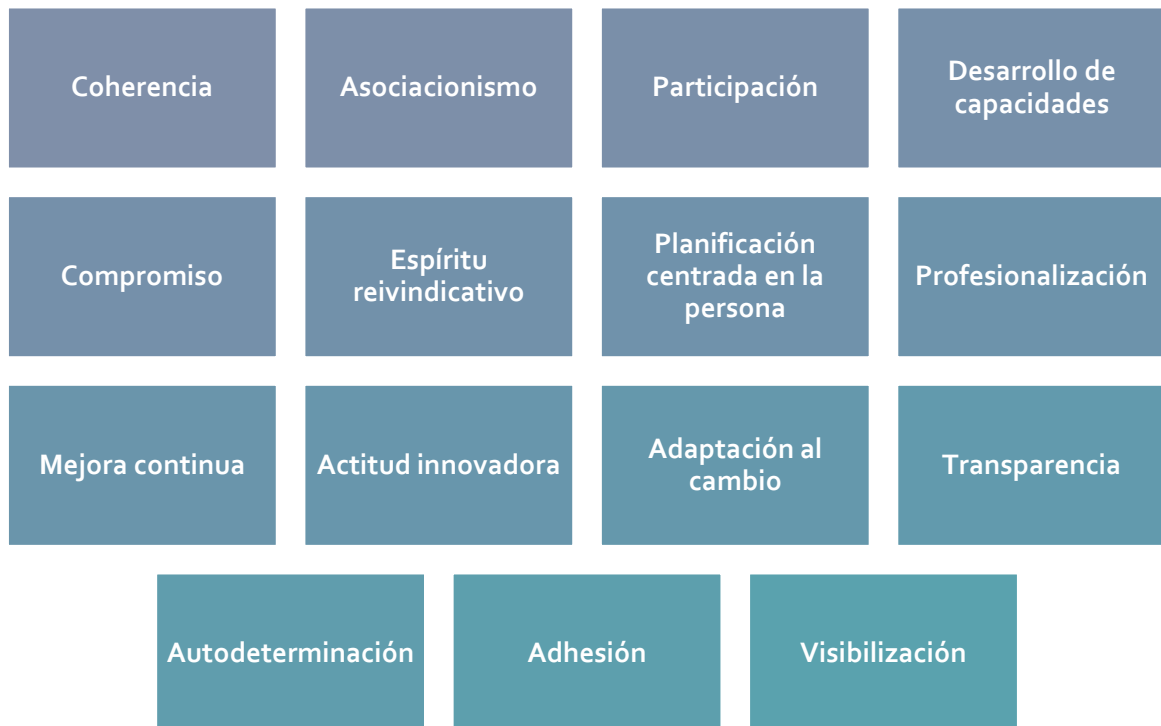 Coherencia
Asociacionismo
Participación
Desarrollo de
capacidades
Compromiso
Espíritu
reivindicativo
Planificación
centrada en la
persona
Profesionalización
Mejora continua
Actitud innovadora
Adaptación al
cambio
Transparencia
Autodeterminación
Adhesión
Visibilización